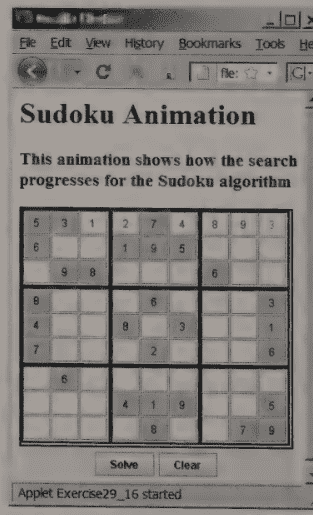 File Edit View History Bookmarks Tools He
C file: G
Sudoku Animation
This animation shows how the search
progresses for the Sudoku algorithm
5 3 1 2 7 4 8 9
6 1 9 5
9 8 6
8 6 3
4 8 3 1
7 2 6
6
4 1 9 5
8 7 9
Solve Clear
Applet Exercise29_16 started